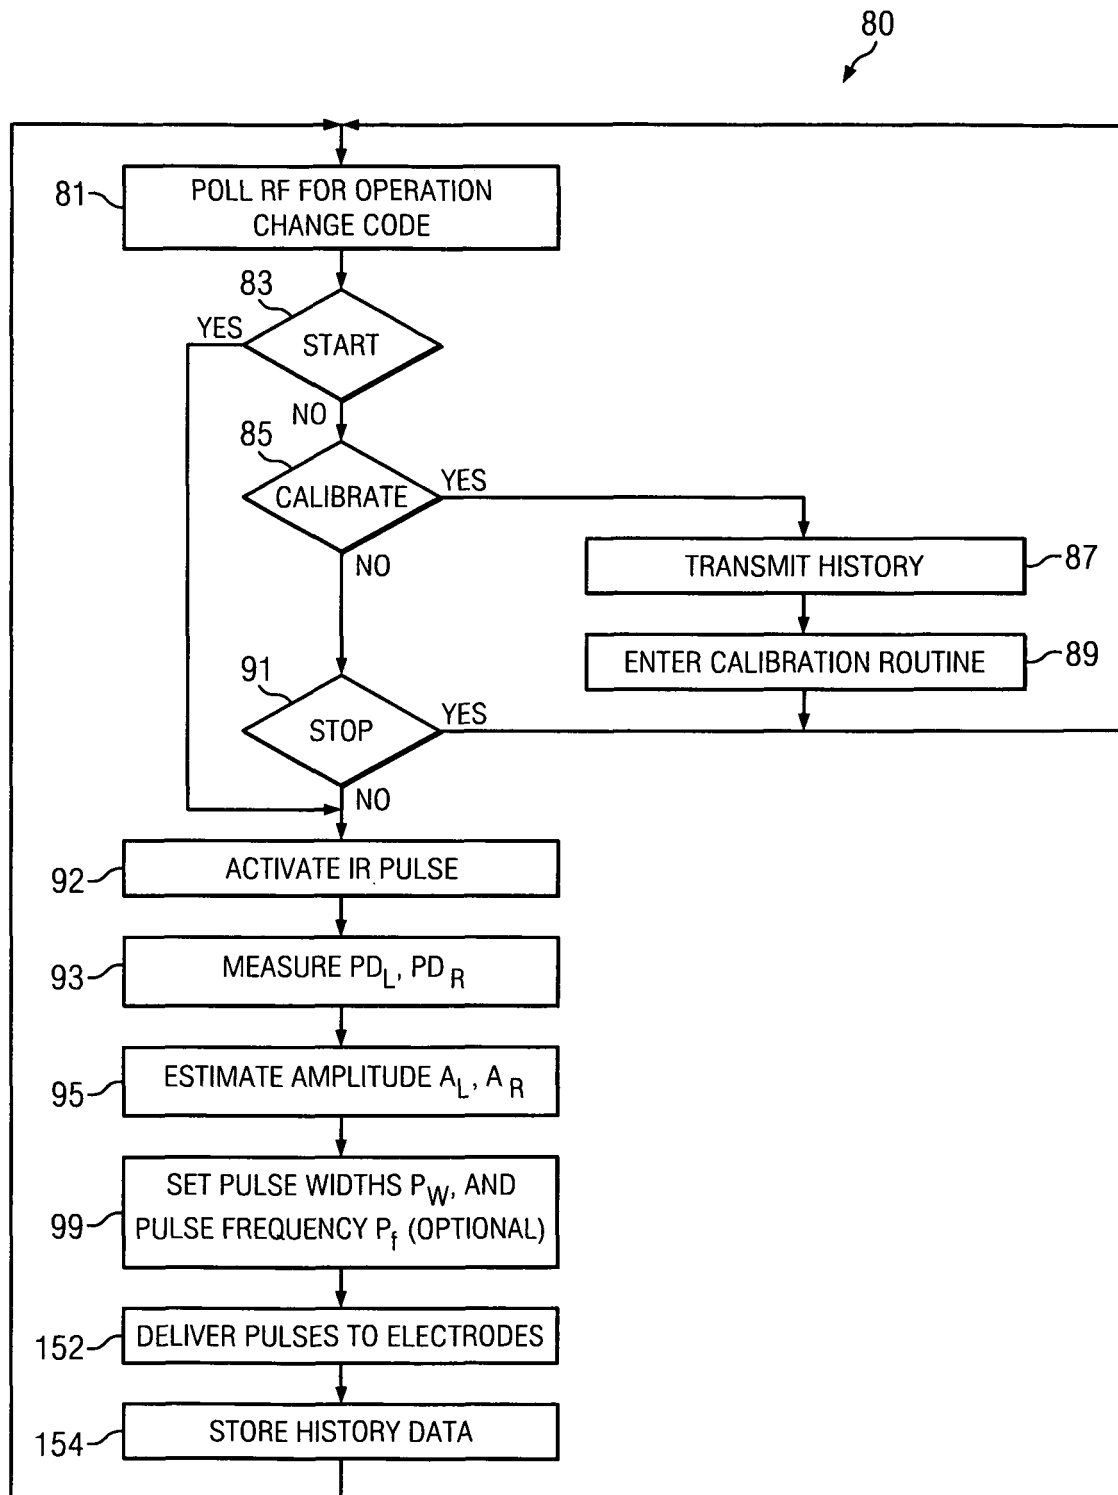 80
81
POLL RF FOR OPERATION
CHANGE CODE
83
YES
START
NO
85
CALIBRATE
YES
NO
TRANSMIT HISTORY
87
ENTER CALIBRATION ROUTINE
89
91
STOP
YES
NO
92
ACTIVATE IR PULSE
93
MEASURE PDL, PDR
95
ESTIMATE AMPLITUDE AL, AR
99
SET PULSE WIDTHS PW, AND
PULSE FREQUENCY Pf (OPTIONAL)
152
DELIVER PULSES TO ELECTRODES
154
STORE HISTORY DATA